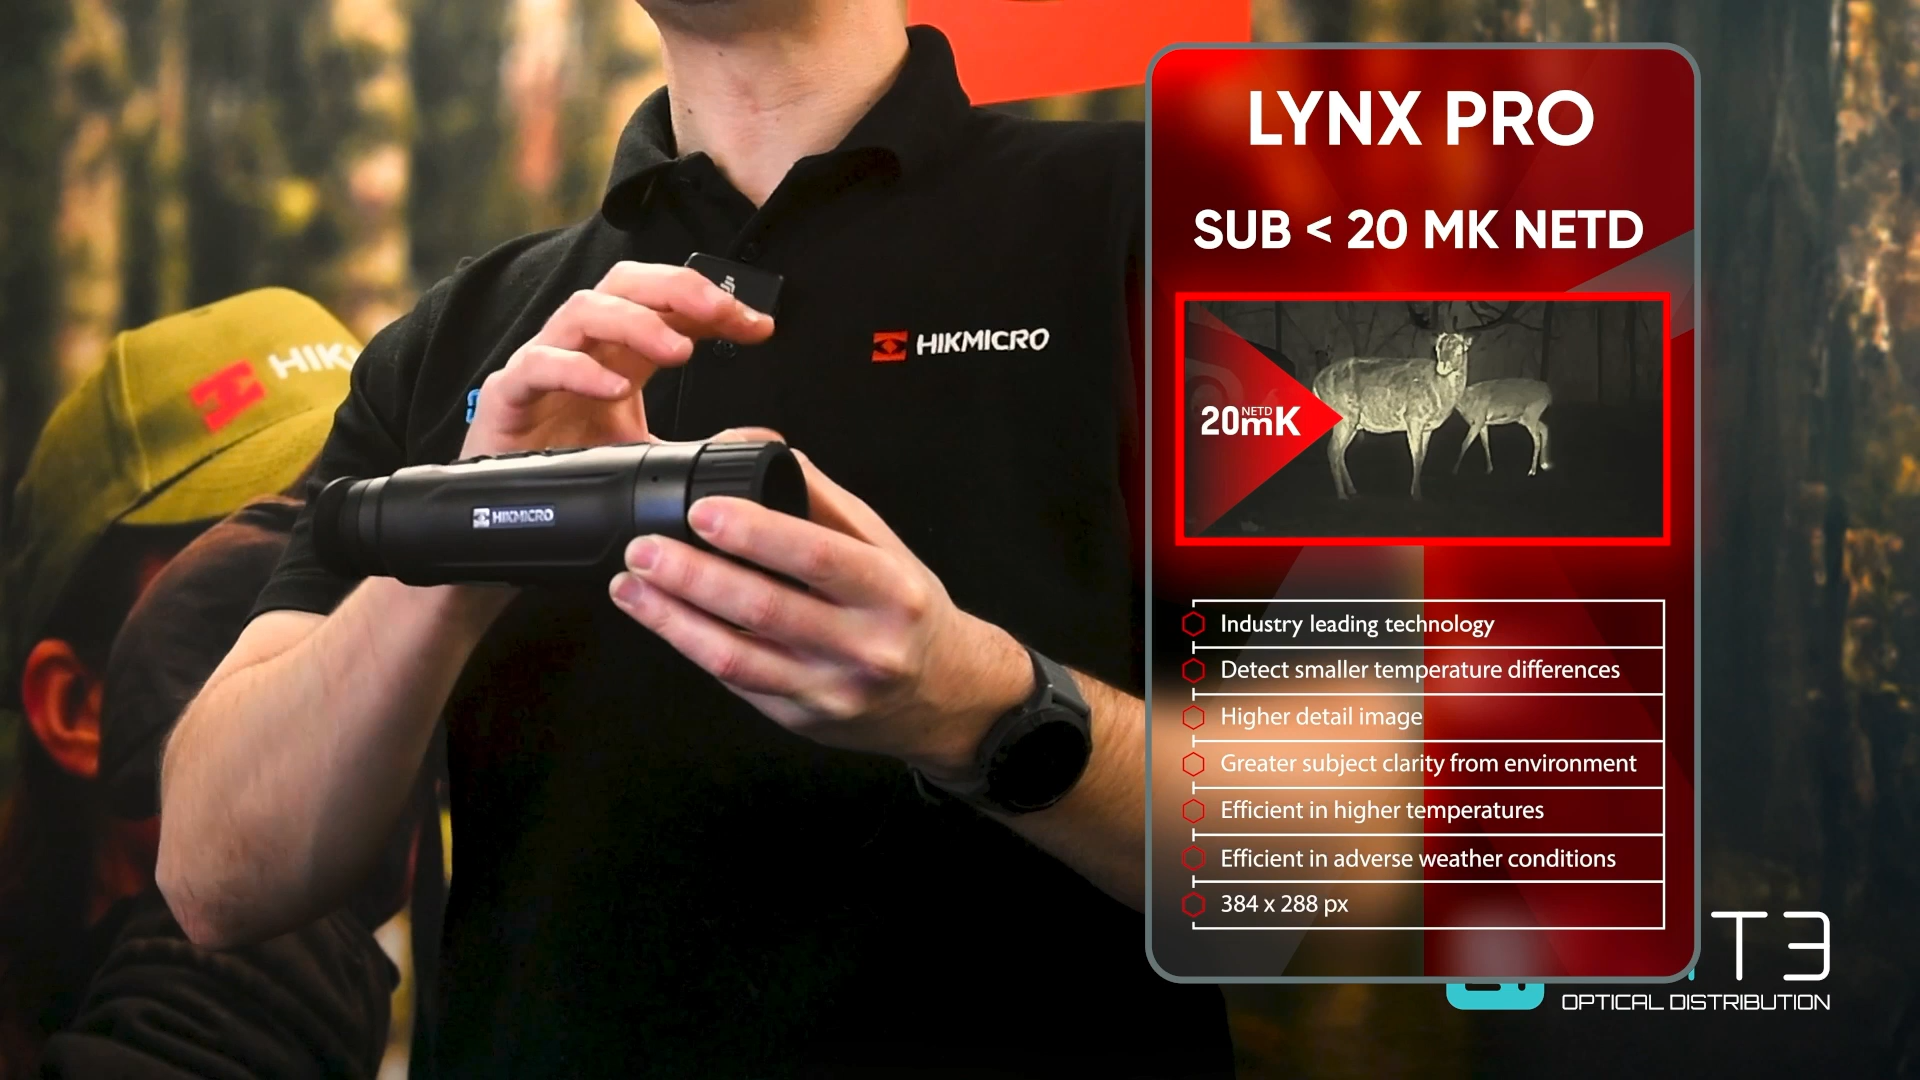 LYNX PRO
SUB < 20 MK NETD
NETD
20mK
Industry leading technology
Detect smaller temperature differences
Higher detail image
Greater subject clarity from environment
Efficient in higher temperatures
Efficient in adverse weather conditions
384 x 288 px
HIKMICRO
HIK
HIKMICRO
T3
OPTICAL DISTRIBUTION